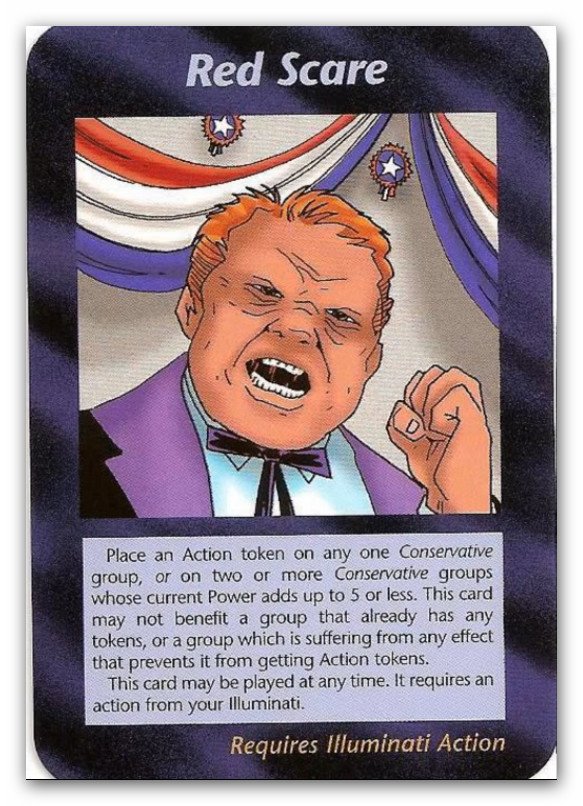 Red Scare
Place an Action token on any one Conservative
group, or on two or more Conservative groups
whose current Power adds up to 5 or less. This card
may not benefit a group that already has any
tokens, or a group which is suffering from any effect
that prevents it from getting Action tokens.
This card may be played at any time. It requires an
action from your Illuminati.
Requires Illuminati Action